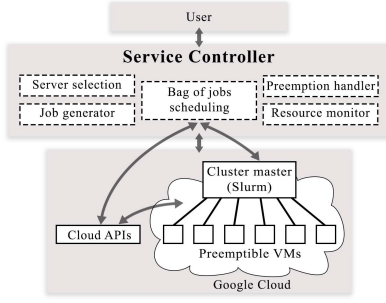 User
Service Controller
Server selection
Job generator
Bag of jobs
scheduling
Preemption handler
Resource monitor
Cluster master
(Slurm)
Cloud APIs
Preemptible VMs
Google Cloud